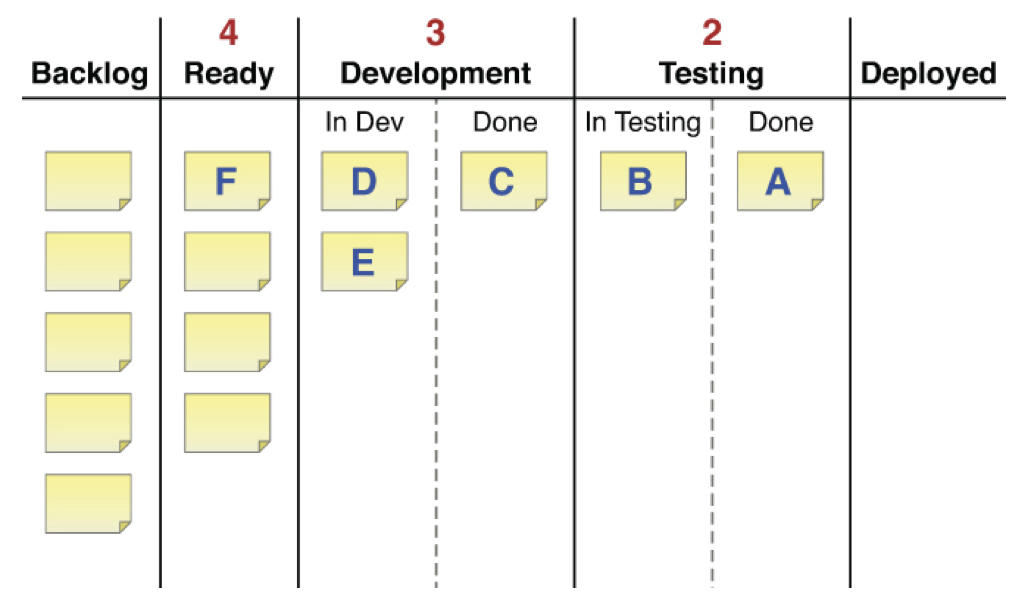 4 3 2
Backlog Ready Development Testing Deployed
In Dev Done In Testing Done
F D C B A
E